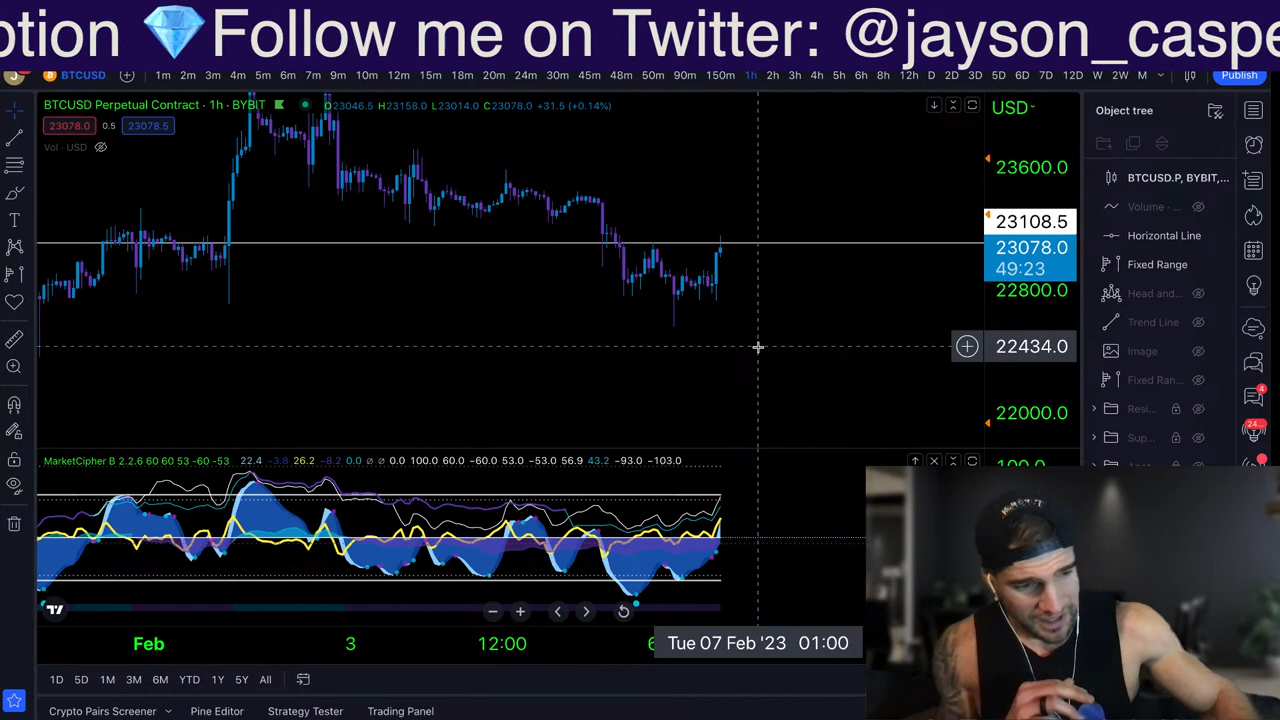 ption 💎Follow me on Twitter: @jayson_caspe
J
BTCUSD 1m 2m 3m 4m 5m 6m 7m 9m 10m 12m 15m 18m 20m 24m 30m 45m 48m 50m 90m 150m 1h 2h 3h 4h 5h 6h 8h 12h D 2D 3D 5D 6D 7D 12D W 2W M Publish
BTCUSD Perpetual Contract · 1h · BYBIT O23046.5 H23158.0 L23014.0 C23078.0 +31.5 (+0.14%)
USD
Object tree
23078.0 0.5 23078.5
Vol · USD
23600.0
BTCUSD.P, BYBIT,...
Volume · ...
23108.5
Horizontal Line
23078.0
49:23
Fixed Range
22800.0
Head and...
Trend Line
22434.0
Image
Fixed Ran...
4
22000.0
Resi...
24...
Sup...
MarketCipher B 2.2.6 60 60 53 -60 -53 22.4 -3.8 26.2 -8.2 0.0 ∅ ∅ 0.0 100.0 60.0 -60.0 53.0 -53.0 56.9 43.2 -93.0 -103.0
100.0
Feb 3 12:00 6 Tue 07 Feb '23 01:00
1D 5D 1M 3M 6M YTD 1Y 5Y All
Crypto Pairs Screener Pine Editor Strategy Tester Trading Panel